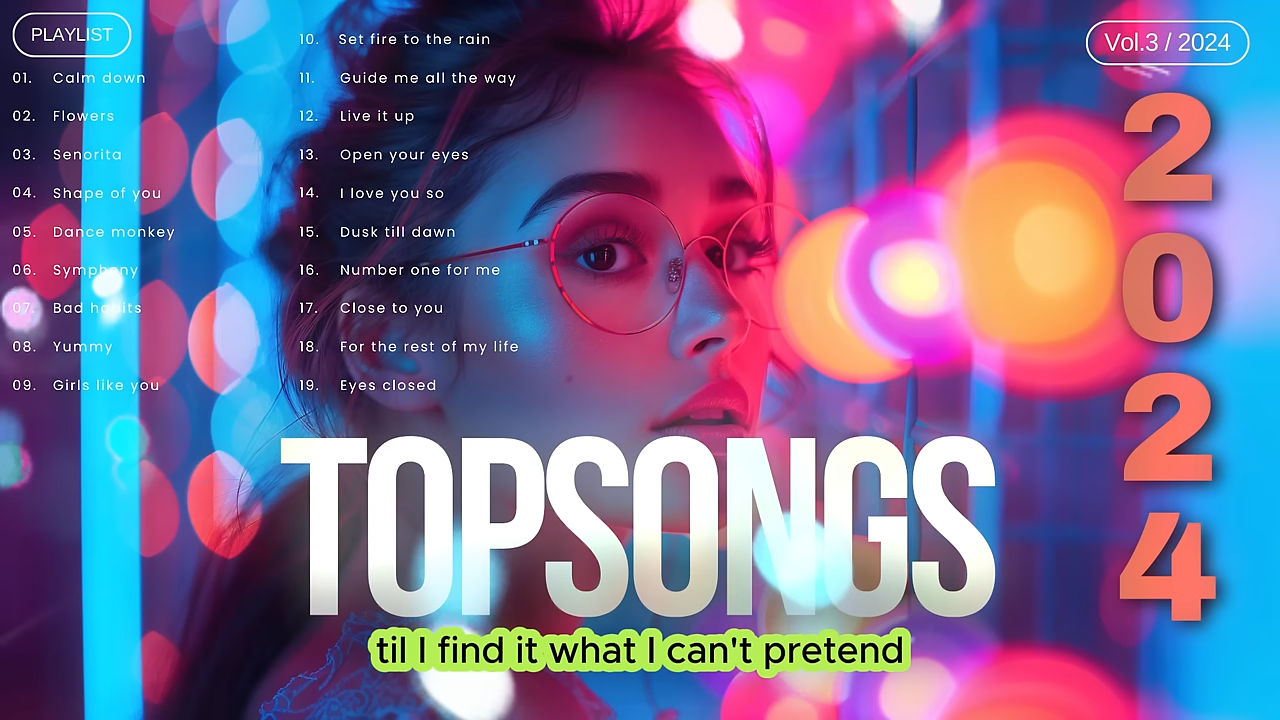 PLAYLIST
01. Calm down
02. Flowers
03. Senorita
04. Shape of you
05. Dance monkey
06. Symphony
07. Bad habits
08. Yummy
09. Girls like you
10. Set fire to the rain
11. Guide me all the way
12. Live it up
13. Open your eyes
14. I love you so
15. Dusk till dawn
16. Number one for me
17. Close to you
18. For the rest of my life
19. Eyes closed
Vol.3 / 2024
2024
TOPSONGS
til I find it what I can't pretend